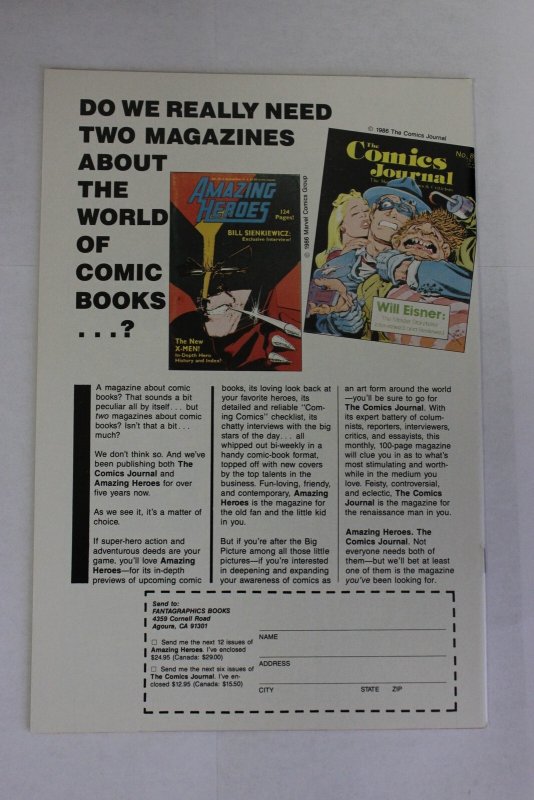 DO WE REALLY NEED
TWO MAGAZINES
ABOUT
THE
WORLD
OF
COMIC
BOOKS
. . . ?
© 1986 The Comics Journal
The
Comics
Journal
No. 8
© 1986 Marvel Comics Group
AMAZING
HEROES
124
Pages!
BILL SIENKIEWICZ:
Exclusive Interview!
The New
X-MEN!
In-Depth Hero
History and Index!
Will Eisner:
A magazine about comic
books? That sounds a bit
peculiar all by itself . . . but
two magazines about comic
books? Isn't that a bit . . .
much?
We don't think so. And we've
been publishing both The
Comics Journal and
Amazing Heroes for over
five years now.
As we see it, it's a matter of
choice.
If super-hero action and
adventurous deeds are your
game, you'll love Amazing
Heroes—for its in-depth
previews of upcoming comic
books, its loving look back at
your favorite heroes, its
detailed and reliable "Com-
ing Comics" checklist, its
chatty interviews with the big
stars of the day . . . all
whipped out bi-weekly in a
handy comic-book format,
topped off with new covers
by the top talents in the
business. Fun-loving, friendly,
and contemporary, Amazing
Heroes is the magazine for
the old fan and the little kid
in you.
But if you're after the Big
Picture among all those little
pictures—if you're interested
in deepening and expanding
your awareness of comics as
an art form around the world
—you'll be sure to go for
The Comics Journal. With
its expert battery of colum-
nists, reporters, interviewers,
critics, and essayists, this
monthly, 100-page magazine
will clue you in as to what's
most stimulating and worth-
while in the medium you
love. Feisty, controversial,
and eclectic, The Comics
Journal is the magazine for
the renaissance man in you.
Amazing Heroes. The
Comics Journal. Not
everyone needs both of
them—but we'll bet at least
one of them is the magazine
you've been looking for.
Send to:
FANTAGRAPHICS BOOKS
4359 Cornell Road
Agoura, CA 91301
Send me the next 12 issues of
Amazing Heroes. I've enclosed
$24.95 (Canada: $29.00)
Send me the next six issues of
The Comics Journal. I've en-
closed $12.95 (Canada: $15.50)
NAME
ADDRESS
CITY STATE ZIP